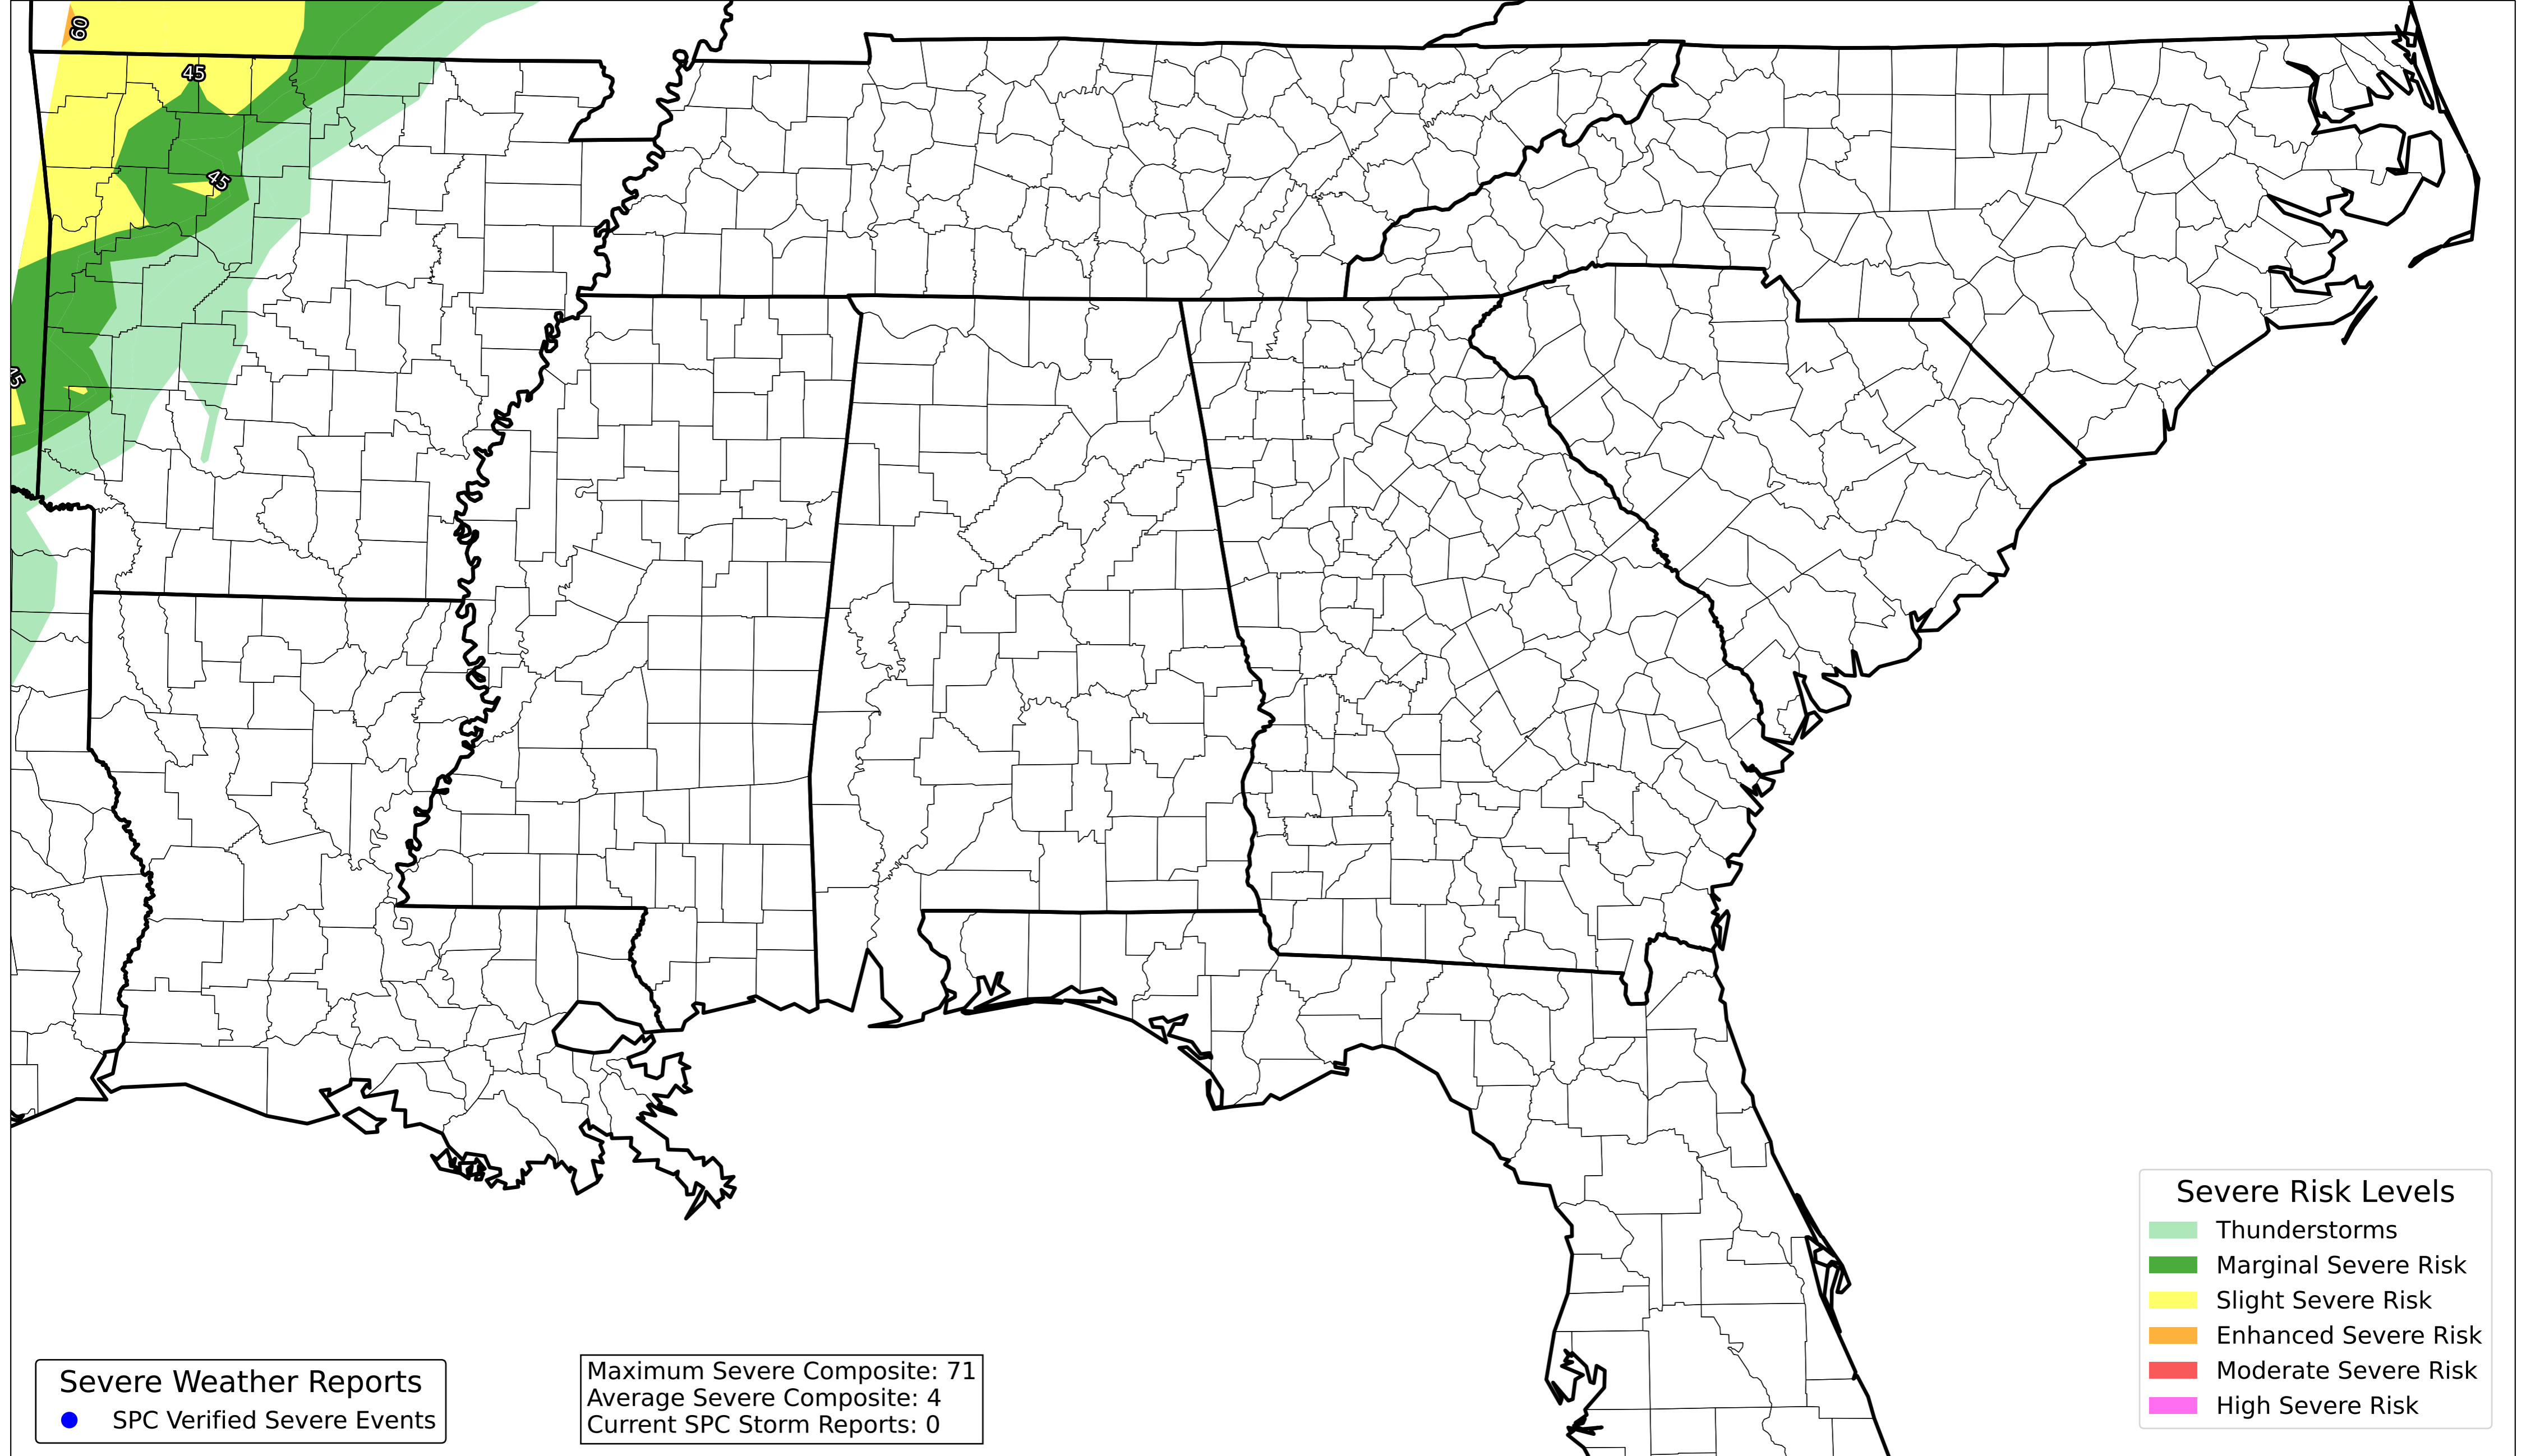 60
45
45
45
Severe Risk Levels
Thunderstorms
Marginal Severe Risk
Slight Severe Risk
Enhanced Severe Risk
Moderate Severe Risk
High Severe Risk
Severe Weather Reports
SPC Verified Severe Events
Maximum Severe Composite: 71
Average Severe Composite: 4
Current SPC Storm Reports: 0